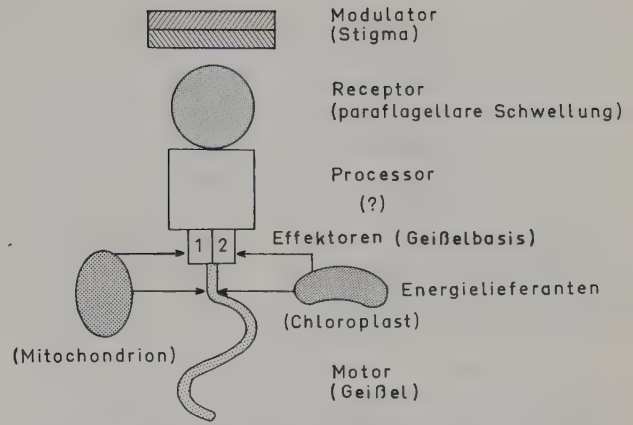 Modulator
(Stigma)
Receptor
(paraflagellare Schwellung)
Processor
(?)
1 2
Effektoren (Geißelbasis)
Energielieferanten
(Chloroplast)
(Mitochondrion)
Motor
(Geißel)